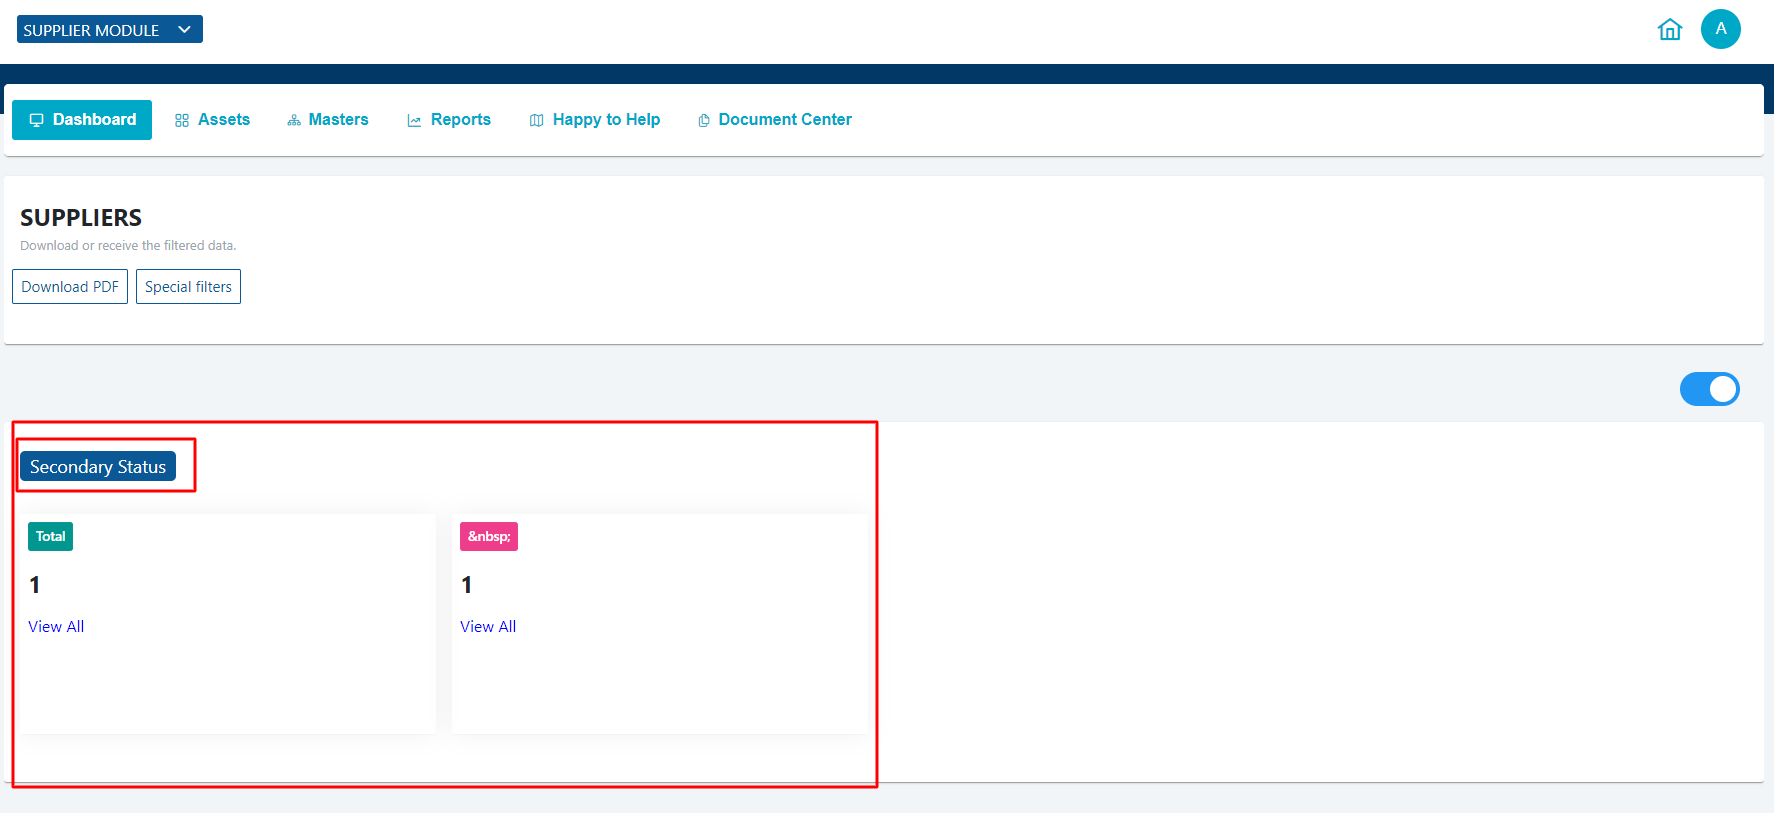 SUPPLIER MODULE
A
Dashboard Assets Masters Reports Happy to Help Document Center
SUPPLIERS
Download or receive the filtered data.
Download PDF Special filters
Secondary Status
Total &nbsp;
1 1
View All View All